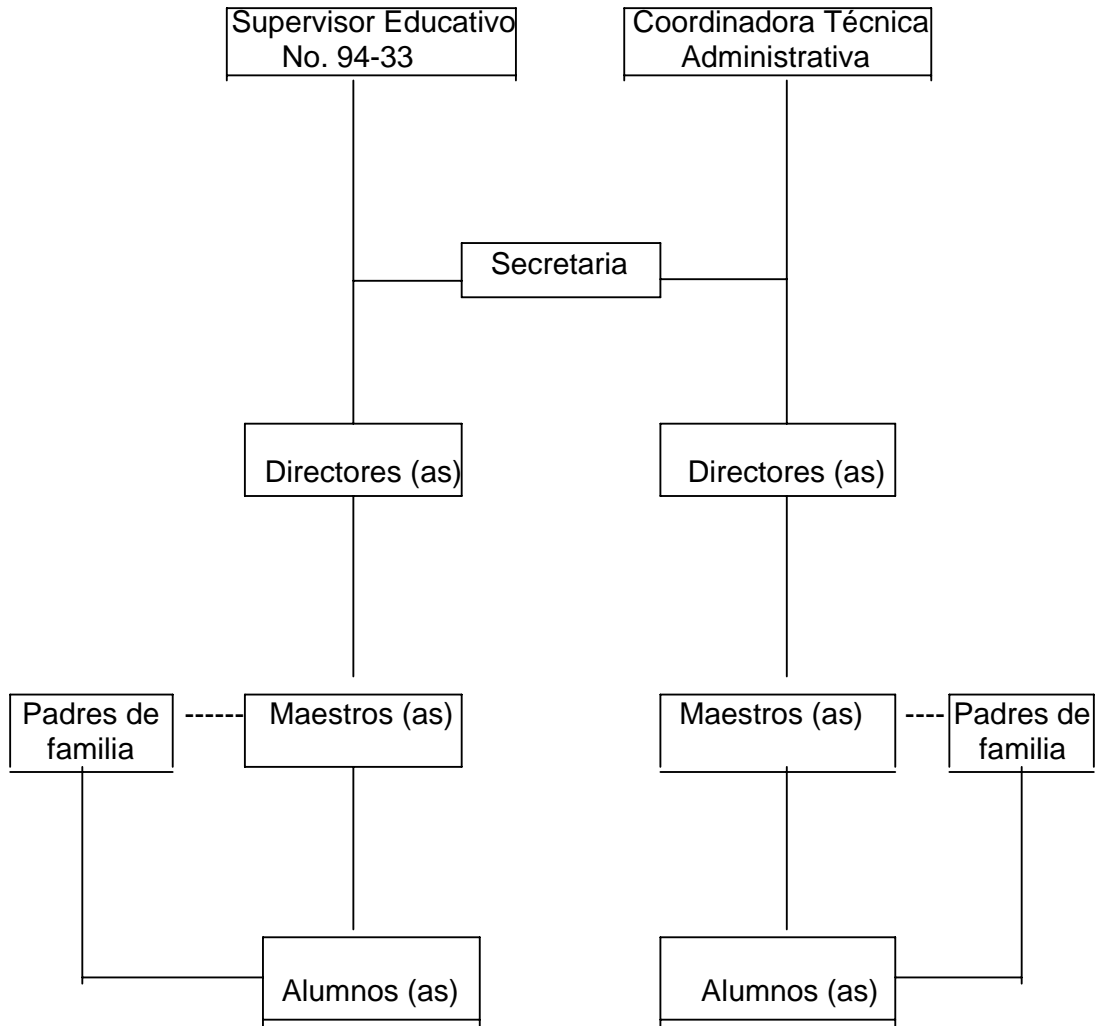 Supervisor Educativo
No. 94-33
Coordinadora Técnica
Administrativa
Secretaria
Directores (as)
Directores (as)
Padres de
familia
------
Maestros (as)
Maestros (as)
----
Padres de
familia
Alumnos (as)
Alumnos (as)